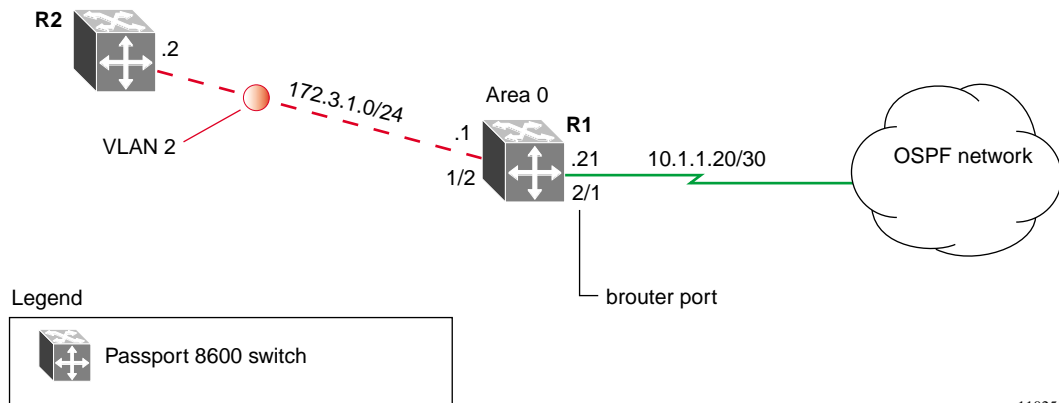 R2
.2
172.3.1.0/24
VLAN 2
Area 0
.1
R1
1/2
.21
10.1.1.20/30
OSPF network
2/1
brouter port
Legend
Passport 8600 switch